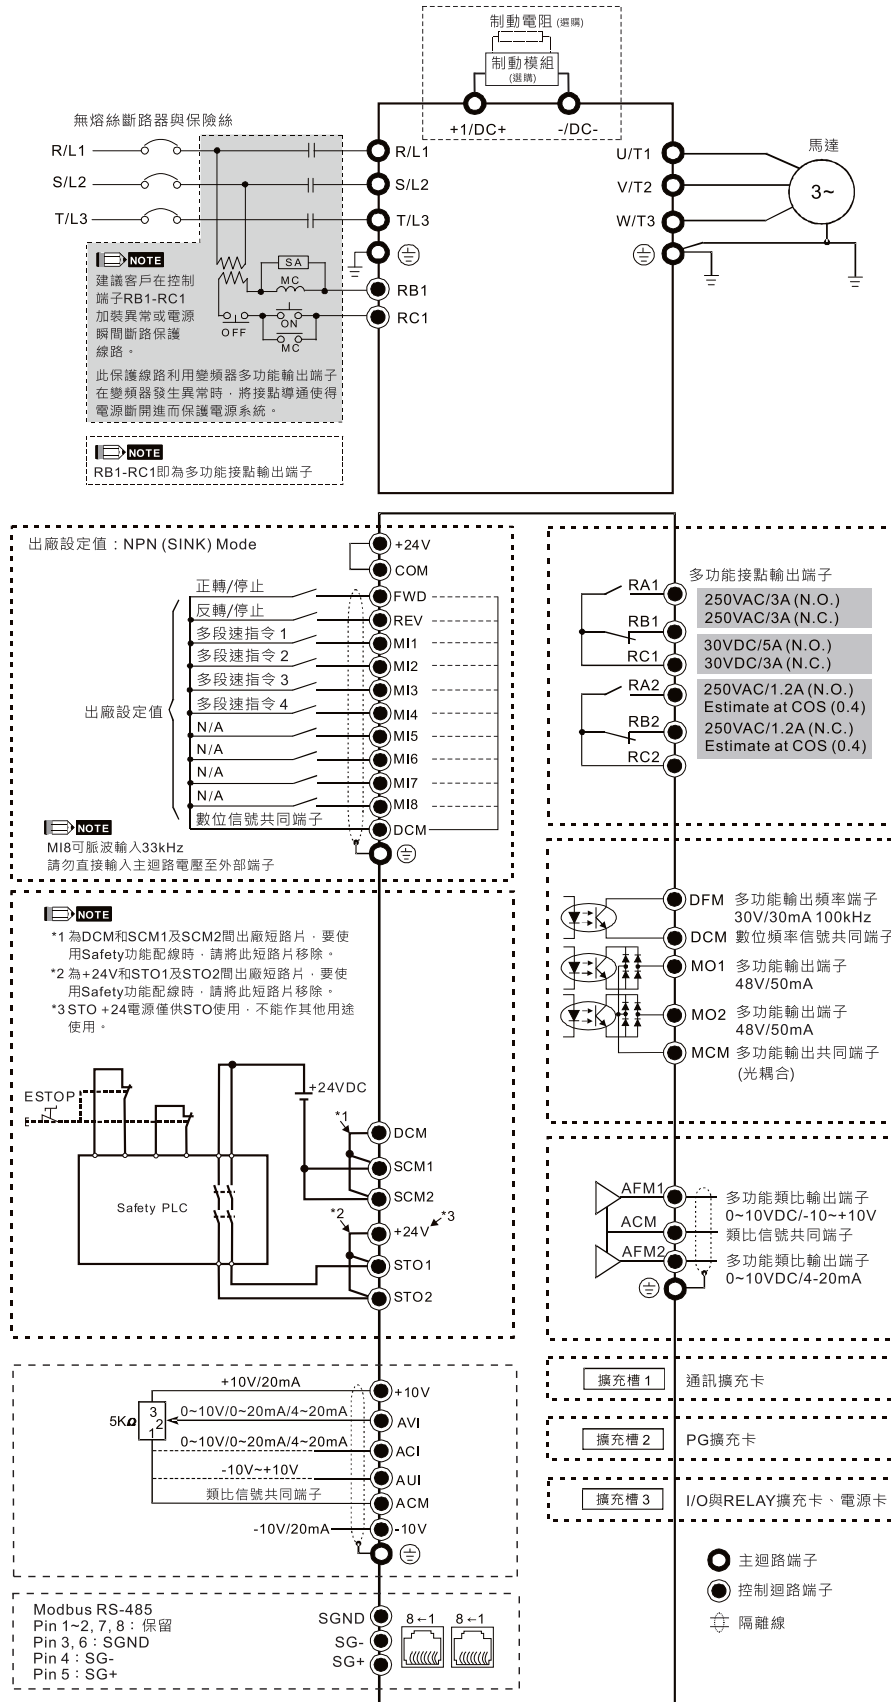 制動電阻 (選購)
制動模組
(選購)
+1/DC+
-/DC-
無熔絲斷路器與保險絲
R/L1
R/L1
S/L2
S/L2
T/L3
T/L3
U/T1
V/T2
W/T3
馬達
3~
NOTE
建議客戶在控制
端子RB1-RC1
加裝異常或電源
瞬間斷路保護
線路。
此保護線路利用變頻器多功能輸出端子
在變頻器發生異常時，將接點導通使得
電源斷開進而保護電源系統。
SA
MC
OFF
ON
MC
RB1
RC1
NOTE
RB1-RC1即為多功能接點輸出端子
出廠設定值：NPN (SINK) Mode
+24V
COM
正轉/停止
FWD
反轉/停止
REV
多段速指令 1
MI1
多段速指令 2
MI2
多段速指令 3
MI3
多段速指令 4
MI4
出廠設定值
N/A
MI5
N/A
MI6
N/A
MI7
N/A
MI8
數位信號共同端子
DCM
NOTE
MI8可脈波輸入33kHz
請勿直接輸入主迴路電壓至外部端子
多功能接點輸出端子
RA1
250VAC/3A (N.O.)
250VAC/3A (N.C.)
RB1
30VDC/5A (N.O.)
30VDC/3A (N.C.)
RC1
RA2
250VAC/1.2A (N.O.)
Estimate at COS (0.4)
RB2
250VAC/1.2A (N.C.)
Estimate at COS (0.4)
RC2
DFM 多功能輸出頻率端子
30V/30mA 100kHz
DCM 數位頻率信號共同端子
MO1 多功能輸出端子
48V/50mA
MO2 多功能輸出端子
48V/50mA
MCM 多功能輸出共同端子
(光耦合)
NOTE
*1 為DCM和SCM1及SCM2間出廠短路片，要使
用Safety功能配線時，請將此短路片移除。
*2 為+24V和STO1及STO2間出廠短路片，要使
用Safety功能配線時，請將此短路片移除。
*3 STO +24電源僅供STO使用，不能作其他用途
使用。
ESTOP
+24VDC
Safety PLC
*1
DCM
SCM1
SCM2
*2
+24V
*3
STO1
STO2
AFM1
多功能類比輸出端子
0~10VDC/-10~+10V
ACM
類比信號共同端子
AFM2
多功能類比輸出端子
0~10VDC/4-20mA
+10V/20mA
+10V
5KΩ
3
2
1
0~10V/0~20mA/4~20mA
AVI
0~10V/0~20mA/4~20mA
ACI
-10V~+10V
AUI
類比信號共同端子
ACM
-10V/20mA
-10V
擴充槽 1
通訊擴充卡
擴充槽 2
PG擴充卡
擴充槽 3
I/O與RELAY擴充卡、電源卡
主迴路端子
控制迴路端子
隔離線
Modbus RS-485
Pin 1~2, 7, 8：保留
Pin 3, 6：SGND
Pin 4：SG-
Pin 5：SG+
SGND
SG-
SG+
8←1
8←1